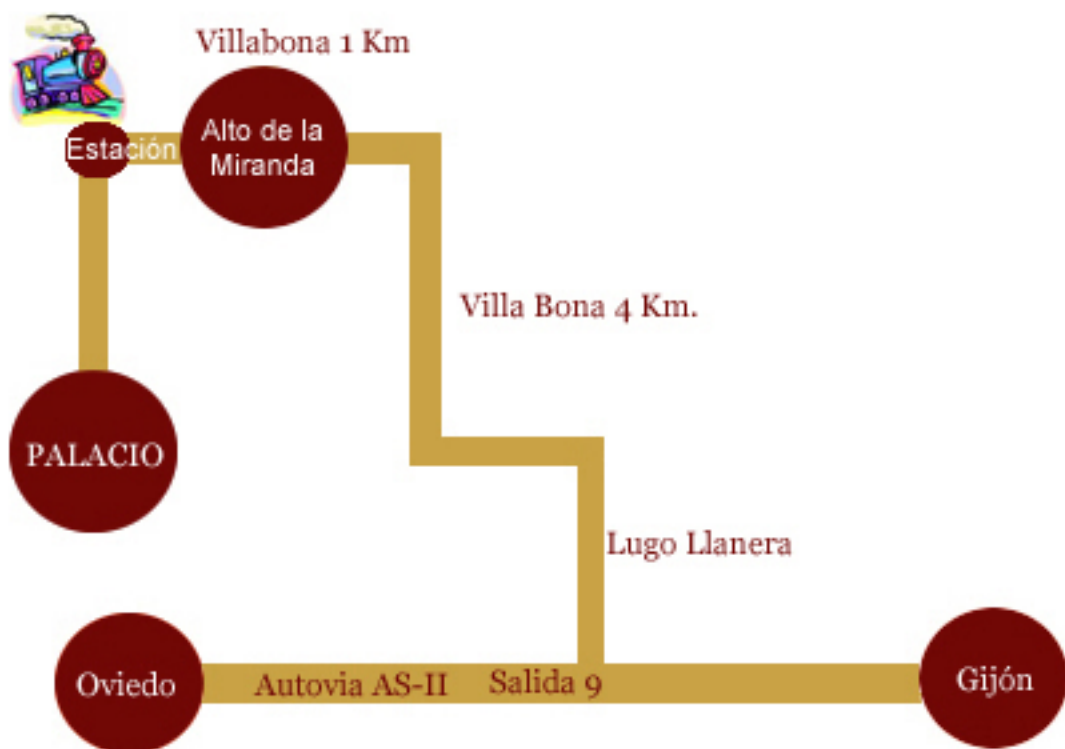 Villabona 1 Km
Estación
Alto de la
Miranda
Villa Bona 4 Km.
PALACIO
Lugo Llanera
Oviedo
Autovia AS-II
Salida 9
Gijón